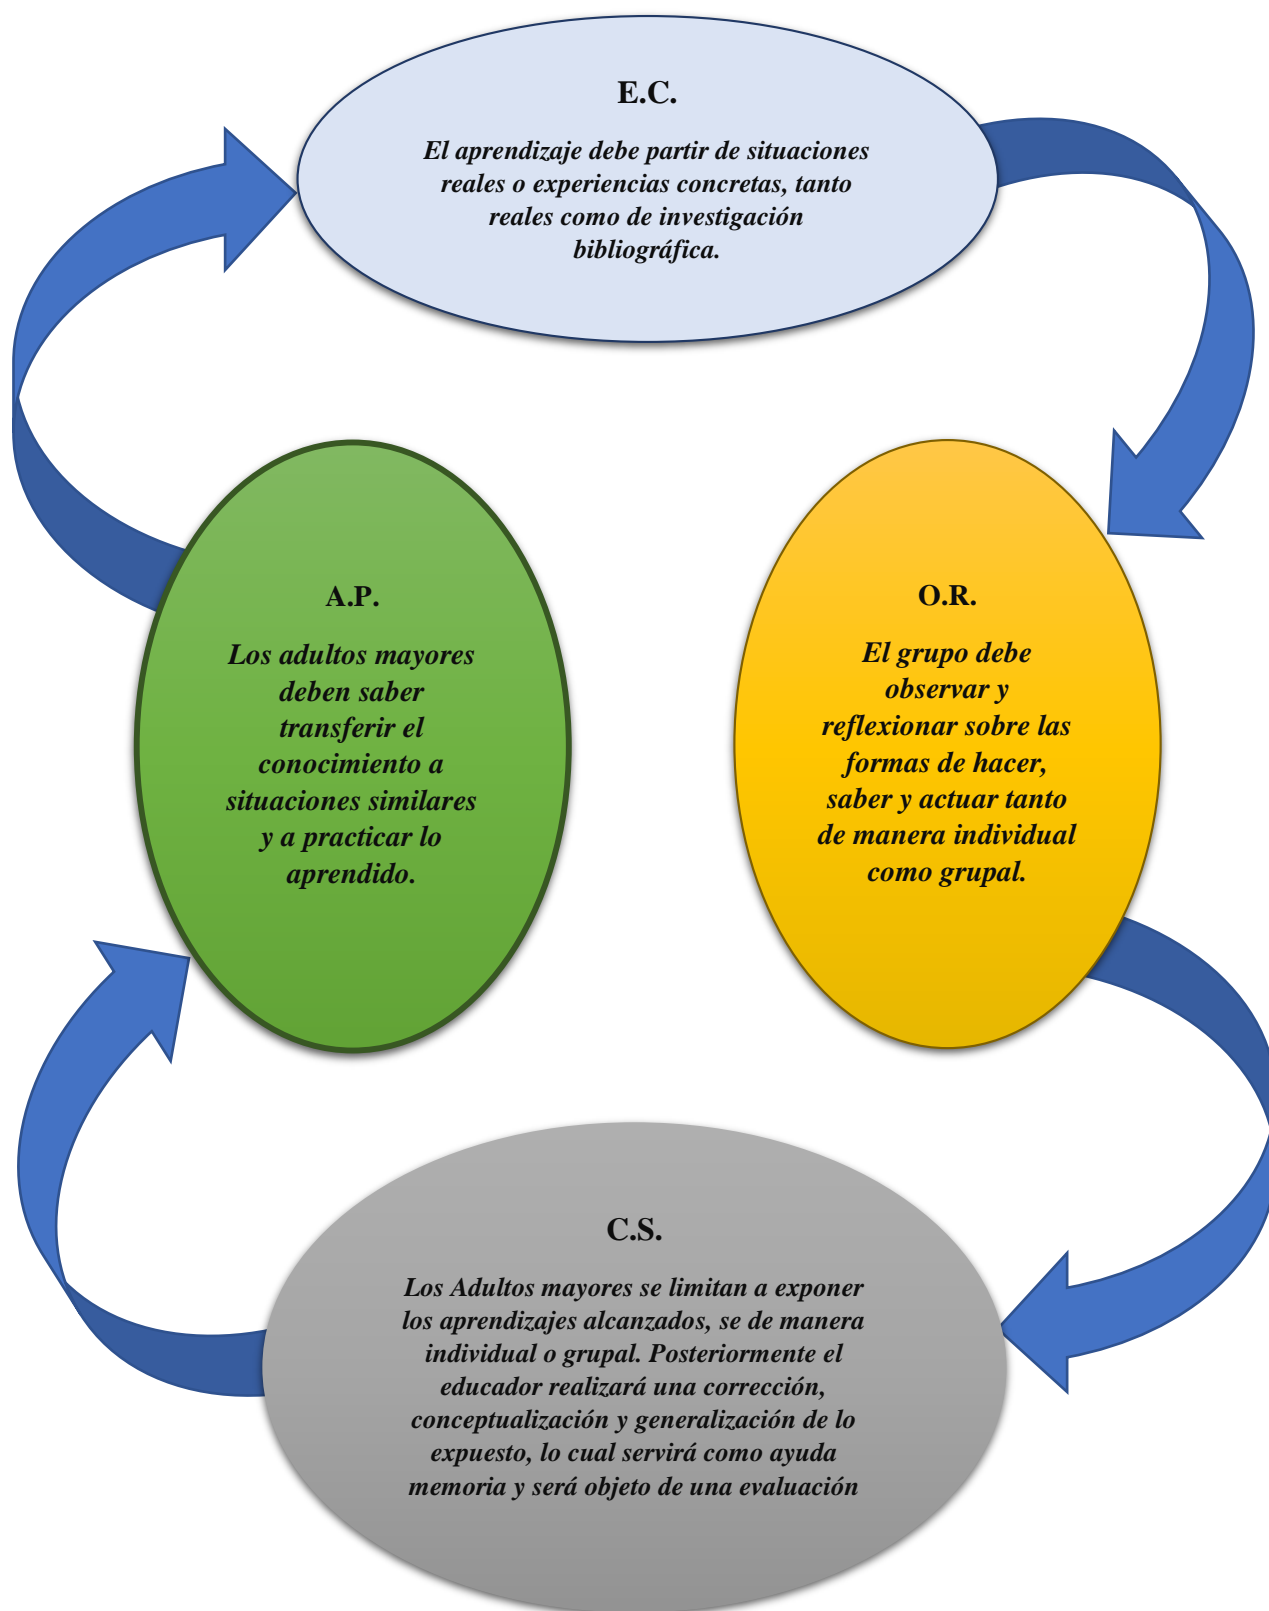 E.C.
El aprendizaje debe partir de situaciones
reales o experiencias concretas, tanto
reales como de investigación
bibliográfica.
A.P.
Los adultos mayores
deben saber
transferir el
conocimiento a
situaciones similares
y a practicar lo
aprendido.
O.R.
El grupo debe
observar y
reflexionar sobre las
formas de hacer,
saber y actuar tanto
de manera individual
como grupal.
C.S.
Los Adultos mayores se limitan a exponer
los aprendizajes alcanzados, se de manera
individual o grupal. Posteriormente el
educador realizará una corrección,
conceptualización y generalización de lo
expuesto, lo cual servirá como ayuda
memoria y será objeto de una evaluación